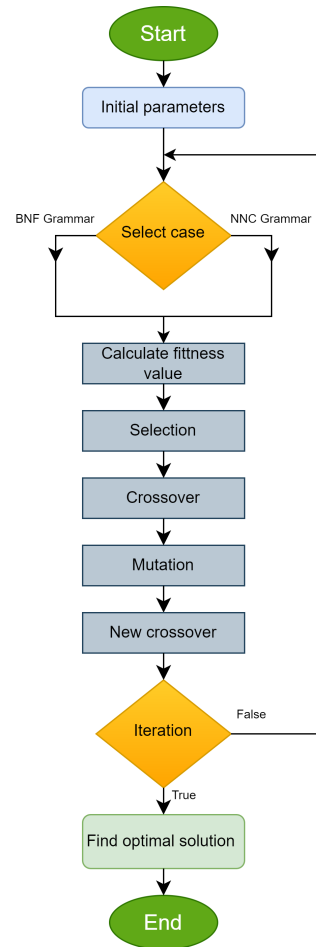 Start
Initial parameters
BNF Grammar
NNC Grammar
Select case
Calculate fittness
value
Selection
Crossover
Mutation
New crossover
Iteration
False
True
Find optimal solution
End